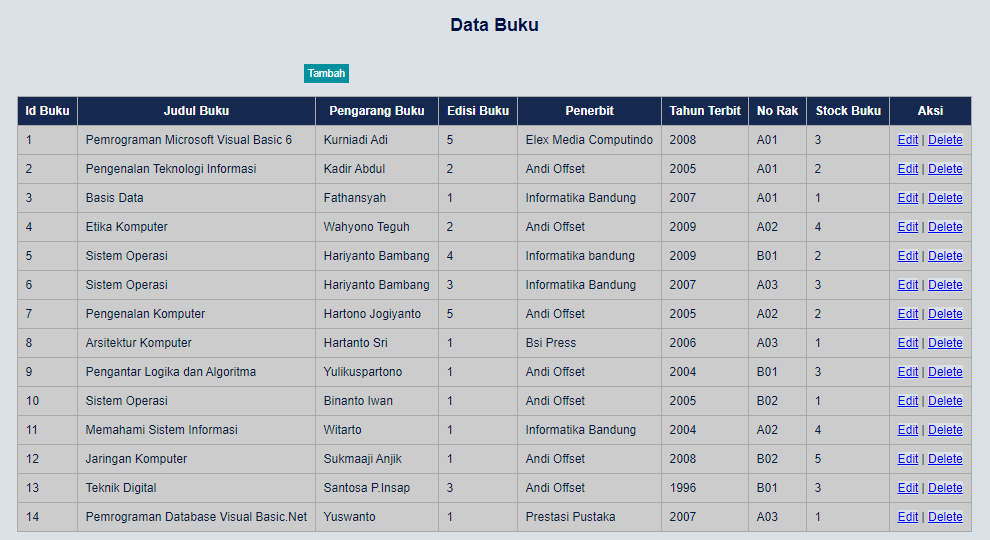 Data Buku
Tambah
Id Buku Judul Buku Pengarang Buku Edisi Buku Penerbit Tahun Terbit No Rak Stock Buku Aksi
1 Pemrograman Microsoft Visual Basic 6 Kurniadi Adi 5 Elex Media Computindo 2008 A01 3 Edit | Delete
2 Pengenalan Teknologi Informasi Kadir Abdul 2 Andi Offset 2005 A01 2 Edit | Delete
3 Basis Data Fathansyah 1 Informatika Bandung 2007 A01 1 Edit | Delete
4 Etika Komputer Wahyono Teguh 2 Andi Offset 2009 A02 4 Edit | Delete
5 Sistem Operasi Hariyanto Bambang 4 Informatika bandung 2009 B01 2 Edit | Delete
6 Sistem Operasi Hariyanto Bambang 3 Informatika Bandung 2007 A03 3 Edit | Delete
7 Pengenalan Komputer Hartono Jogiyanto 5 Andi Offset 2005 A02 2 Edit | Delete
8 Arsitektur Komputer Hartanto Sri 1 Bsi Press 2006 A03 1 Edit | Delete
9 Pengantar Logika dan Algoritma Yulikuspartono 1 Andi Offset 2004 B01 3 Edit | Delete
10 Sistem Operasi Binanto Iwan 1 Andi Offset 2005 B02 1 Edit | Delete
11 Memahami Sistem Informasi Witarto 1 Informatika Bandung 2004 A02 4 Edit | Delete
12 Jaringan Komputer Sukmaaji Anjik 1 Andi Offset 2008 B02 5 Edit | Delete
13 Teknik Digital Santosa P.Insap 3 Andi Offset 1996 B01 3 Edit | Delete
14 Pemrograman Database Visual Basic.Net Yuswanto 1 Prestasi Pustaka 2007 A03 1 Edit | Delete